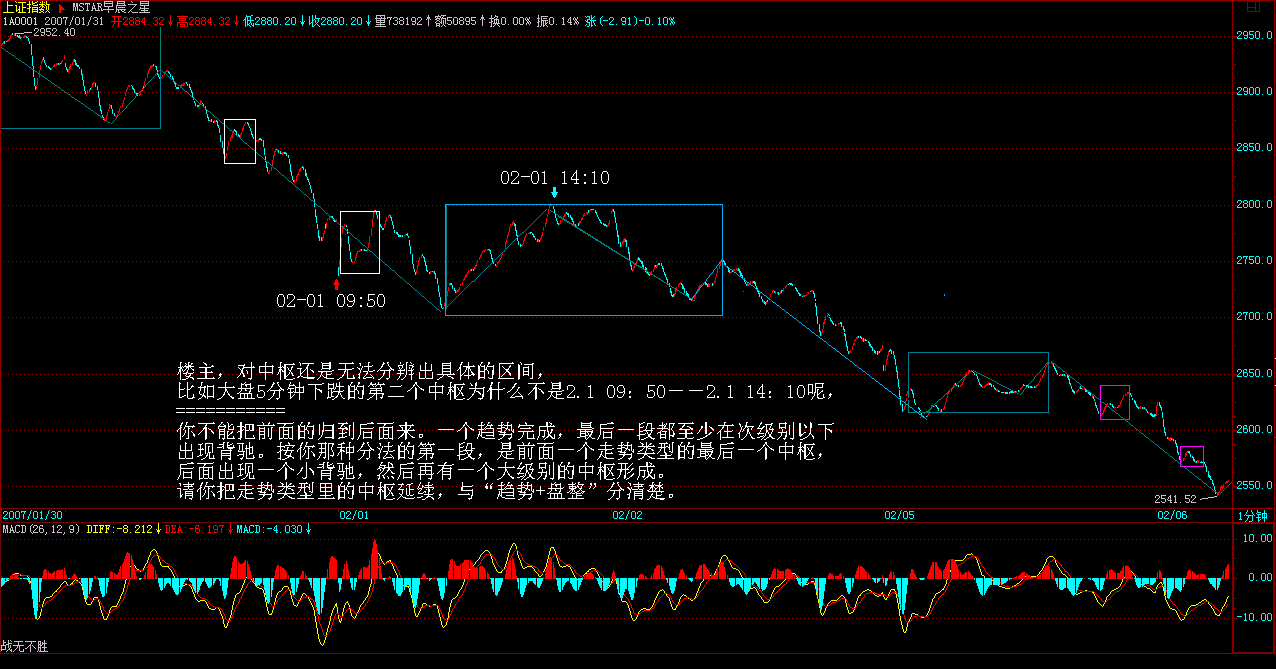 上证指数 MSTAR早晨之星
1A0001 2007/01/31 开2884.32↓高2884.32↓低2880.20↓收2880.20↓量738192↑额50895↑换0.00% 振0.14% 涨(-2.91)-0.10%
2952.40
2950.0
2900.0
2850.0
02-01 14:10
2800.0
2750.0
02-01 09:50
2700.0
楼主，对中枢还是无法分辨出具体的区间，
2650.0
比如大盘5分钟下跌的第二个中枢为什么不是2.1 09：50－－2.1 14：10呢，
===========
你不能把前面的归到后面来。一个趋势完成，最后一段都至少在次级别以下
2600.0
出现背驰。按你那种分法的第一段，是前面一个走势类型的最后一个中枢，
后面出现一个小背驰，然后再有一个大级别的中枢形成。
请你把走势类型里的中枢延续，与“趋势+盘整”分清楚。
2550.0
2541.52
2007/01/30 02/01 02/02 02/05 02/06 1分钟
MACD(26,12,9) DIFF:-8.212↓DEA:-6.197↓MACD:-4.030↓
10.00
0.00
-10.00
战无不胜